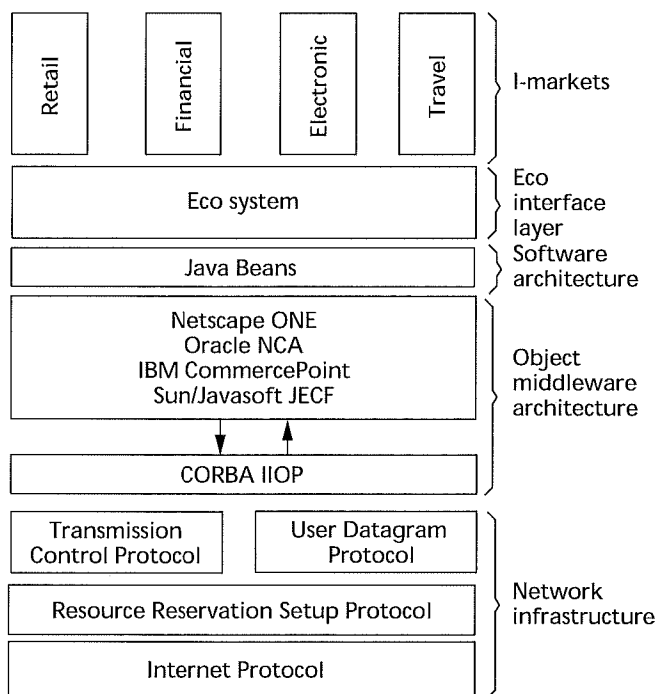 Retail
Financial
Electronic
Travel
I-markets
Eco system
Eco
interface
layer
Java Beans
Software
architecture
Netscape ONE
Oracle NCA
IBM CommercePoint
Sun/Javasoft JECF
Object
middleware
architecture
CORBA IIOP
Transmission
Control Protocol
User Datagram
Protocol
Resource Reservation Setup Protocol
Internet Protocol
Network
infrastructure